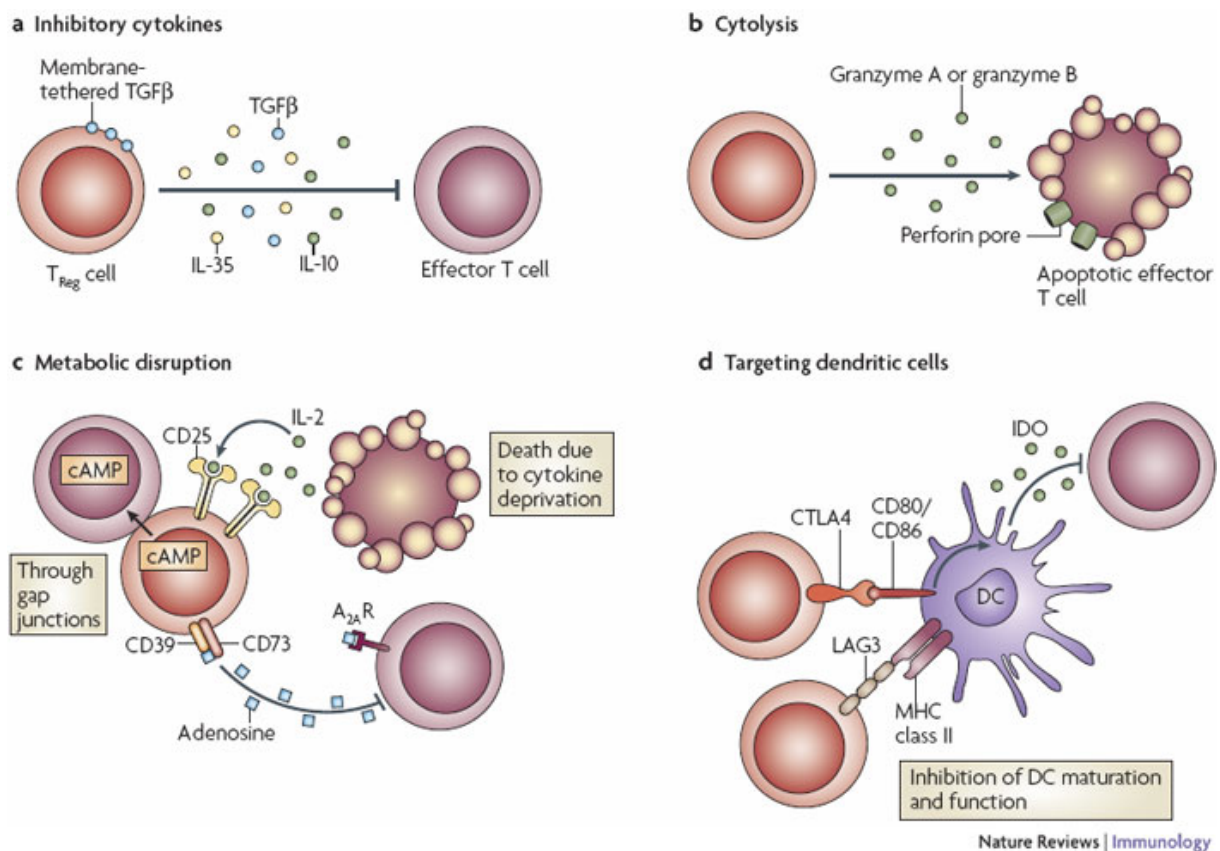 a Inhibitory cytokines
Membrane-
tethered TGFβ
TGFβ
IL-35
IL-10
T_Reg cell
Effector T cell
b Cytolysis
Granzyme A or granzyme B
Perforin pore
Apoptotic effector
T cell
c Metabolic disruption
IL-2
CD25
cAMP
cAMP
Death due
to cytokine
deprivation
Through
gap
junctions
CD39
CD73
A2AR
Adenosine
d Targeting dendritic cells
IDO
CTLA4
CD80/
CD86
DC
LAG3
MHC
class II
Inhibition of DC maturation
and function
Nature Reviews | Immunology